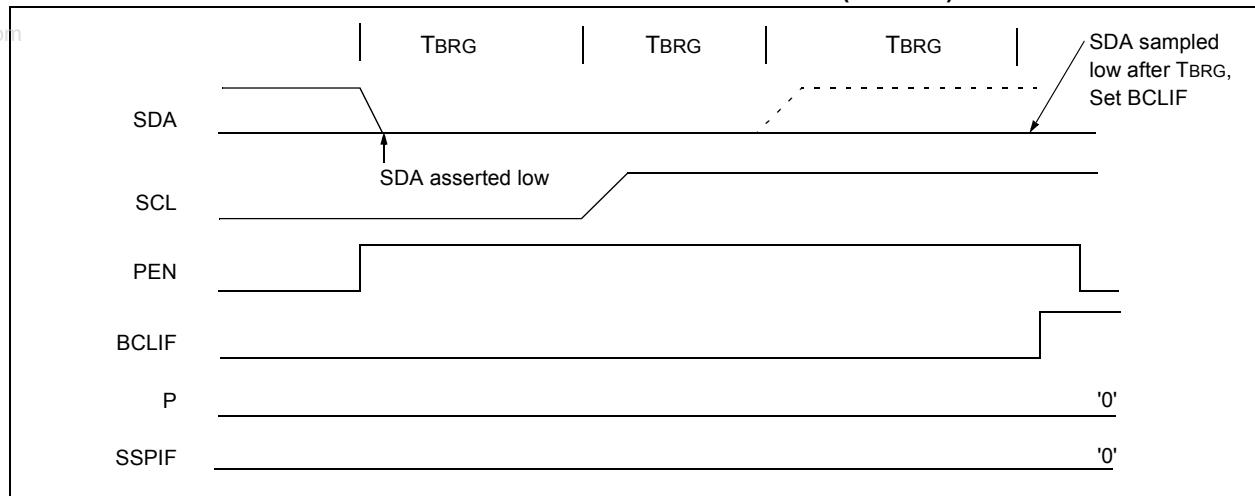 om
TBRG TBRG TBRG
SDA sampled
low after TBRG,
Set BCLIF
SDA
SDA asserted low
SCL
PEN
BCLIF
P '0'
SSPIF '0'